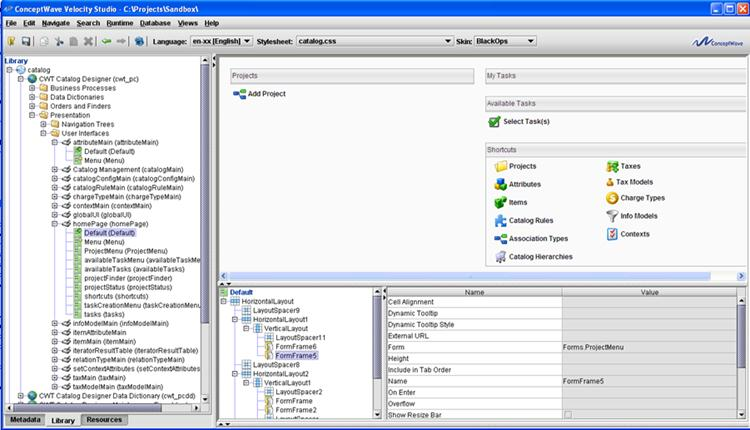 ConceptWave Velocity Studio - C:\Projects\Sandbox\
File Edit View Search Runtime Database Views Help
Language: en-xx [English] Stylesheet: catalog.css Skin: BlackOps ConceptWave
Library
catalog
CWT Catalog Designer (cwt_pc)
Business Processes
Data Dictionaries
Orders and Finders
Presentation
Navigation Trees
User Interfaces
attributeMain (attributeMain)
Default (Default)
Menu (Menu)
Catalog Management (catalogMain)
catalogConfigMain (catalogConfigMain)
catalogRuleMain (catalogRuleMain)
chargeTypeMain (chargeTypeMain)
contextMain (contextMain)
globalUI (globalUI)
homePage (homePage)
Default (Default)
Menu (Menu)
ProjectMenu (ProjectMenu)
availableTaskMenu (availableTaskMen
availableTasks (availableTasks)
projectFinder (projectFinder)
projectStatus (projectStatus)
shortcuts (shortcuts)
taskCreationMenu (taskCreationMenu
tasks (tasks)
infoModelMain (infoModelMain)
itemAttributeMain
itemMain (itemMain)
iteratorResultTable (iteratorResultTable)
relationTypeMain (relationTypeMain)
setContextAttributes (setContextAttributes)
taxMain (taxMain)
taxModelMain (taxModelMain)
CWT Catalog Designer Data Dictionary (cwt_pcdd)
Metadata Library Resources
Projects
Add Project
My Tasks
Available Tasks
Select Task(s)
Shortcuts
Projects Taxes
Attributes Tax Models
Items Charge Types
Catalog Rules Info Models
Association Types Contexts
Catalog Hierarchies
Default
HorizontalLayout
LayoutSpacer9
HorizontalLayout1
VerticalLayout
LayoutSpacer11
FormFrame6
FormFrame5
LayoutSpacer8
HorizontalLayout2
VerticalLayout1
LayoutSpacer2
FormFrame
FormFrame2
Name Value
Cell Alignment
Dynamic Tooltip
Dynamic Tooltip Style
External URL
Form Forms.ProjectMenu
Height
Include in Tab Order
Name FormFrame5
On Enter
Overflow
Show Resize Bar